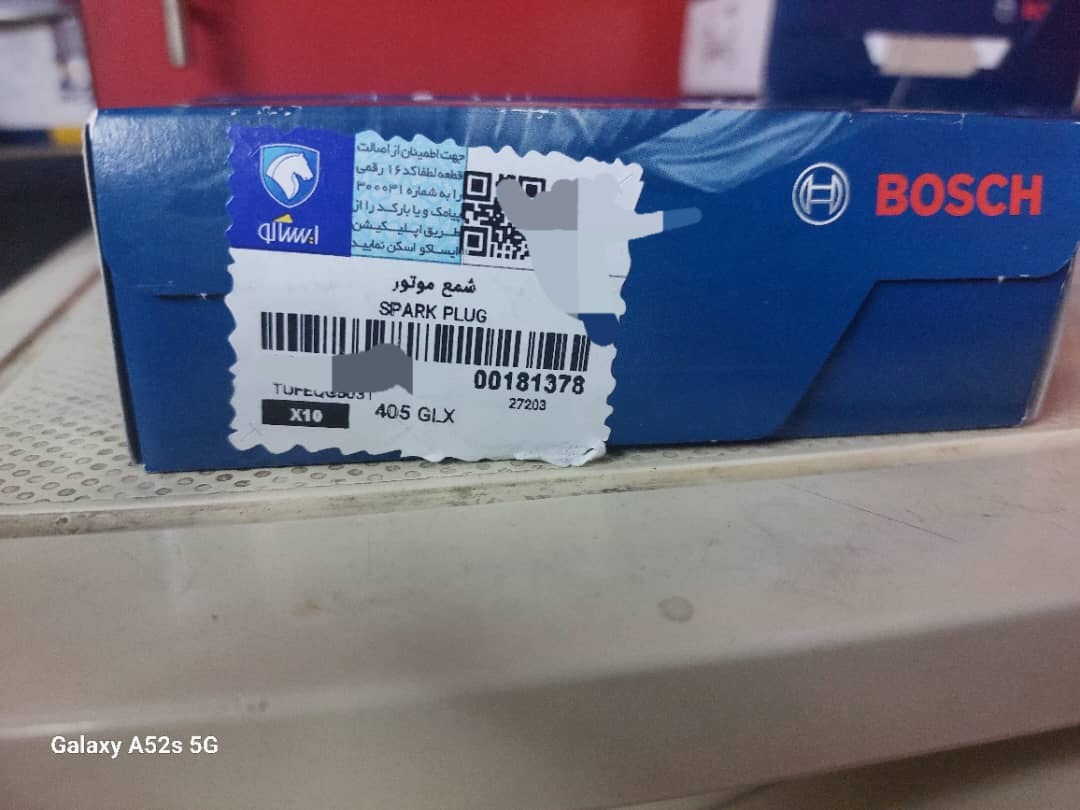 BOSCH
ایساکو
جهت اطمینان از اصالت
قطعه لطفا کد ۱۶ رقمی
را به شماره ۳۰۰۰۳۱
پیامک و یا بارکد را از
طریق اپلیکیشن
ایساکو اسکن نمایید
شمع موتور
SPARK PLUG
00181378
27203
X10
405 GLX
Galaxy A52s 5G